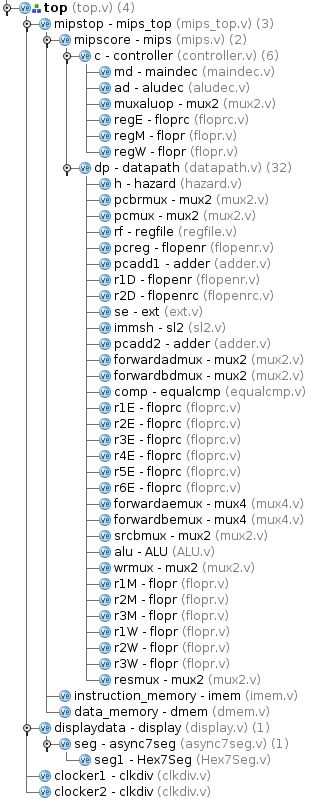 top (top.v) (4)
mipstop - mips_top (mips_top.v) (3)
mipscore - mips (mips.v) (2)
c - controller (controller.v) (6)
md - maindec (maindec.v)
ad - aludec (aludec.v)
muxaluop - mux2 (mux2.v)
regE - floprc (floprc.v)
regM - flopr (flopr.v)
regW - flopr (flopr.v)
dp - datapath (datapath.v) (32)
h - hazard (hazard.v)
pcbrmux - mux2 (mux2.v)
pcmux - mux2 (mux2.v)
rf - regfile (regfile.v)
pcreg - flopenr (flopenr.v)
pcadd1 - adder (adder.v)
r1D - flopenr (flopenr.v)
r2D - flopenrc (flopenrc.v)
se - ext (ext.v)
immsh - sl2 (sl2.v)
pcadd2 - adder (adder.v)
forwardadmux - mux2 (mux2.v)
forwardbdmux - mux2 (mux2.v)
comp - equalcmp (equalcmp.v)
r1E - floprc (floprc.v)
r2E - floprc (floprc.v)
r3E - floprc (floprc.v)
r4E - floprc (floprc.v)
r5E - floprc (floprc.v)
r6E - floprc (floprc.v)
forwardaemux - mux4 (mux4.v)
forwardbemux - mux4 (mux4.v)
srcbmux - mux2 (mux2.v)
alu - ALU (ALU.v)
wrmux - mux2 (mux2.v)
r1M - flopr (flopr.v)
r2M - flopr (flopr.v)
r3M - flopr (flopr.v)
r1W - flopr (flopr.v)
r2W - flopr (flopr.v)
r3W - flopr (flopr.v)
resmux - mux2 (mux2.v)
instruction_memory - imem (imem.v)
data_memory - dmem (dmem.v)
displaydata - display (display.v) (1)
seg - async7seg (async7seg.v) (1)
seg1 - Hex7Seg (Hex7Seg.v)
clocker1 - clkdiv (clkdiv.v)
clocker2 - clkdiv (clkdiv.v)